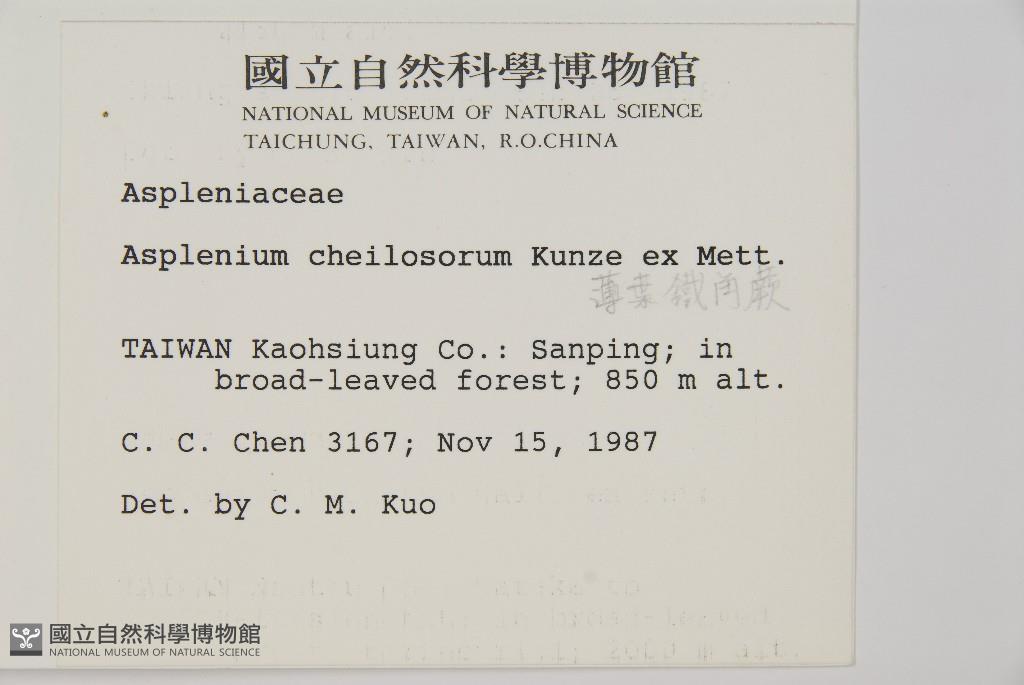 國立自然科學博物館
NATIONAL MUSEUM OF NATURAL SCIENCE
TAICHUNG, TAIWAN, R.O.CHINA
Aspleniaceae
Asplenium cheilosorum Kunze ex Mett.
薄葉鐵角蕨
TAIWAN Kaohsiung Co.: Sanping; in
broad-leaved forest; 850 m alt.
C. C. Chen 3167; Nov 15, 1987
Det. by C. M. Kuo
國立自然科學博物館
NATIONAL MUSEUM OF NATURAL SCIENCE